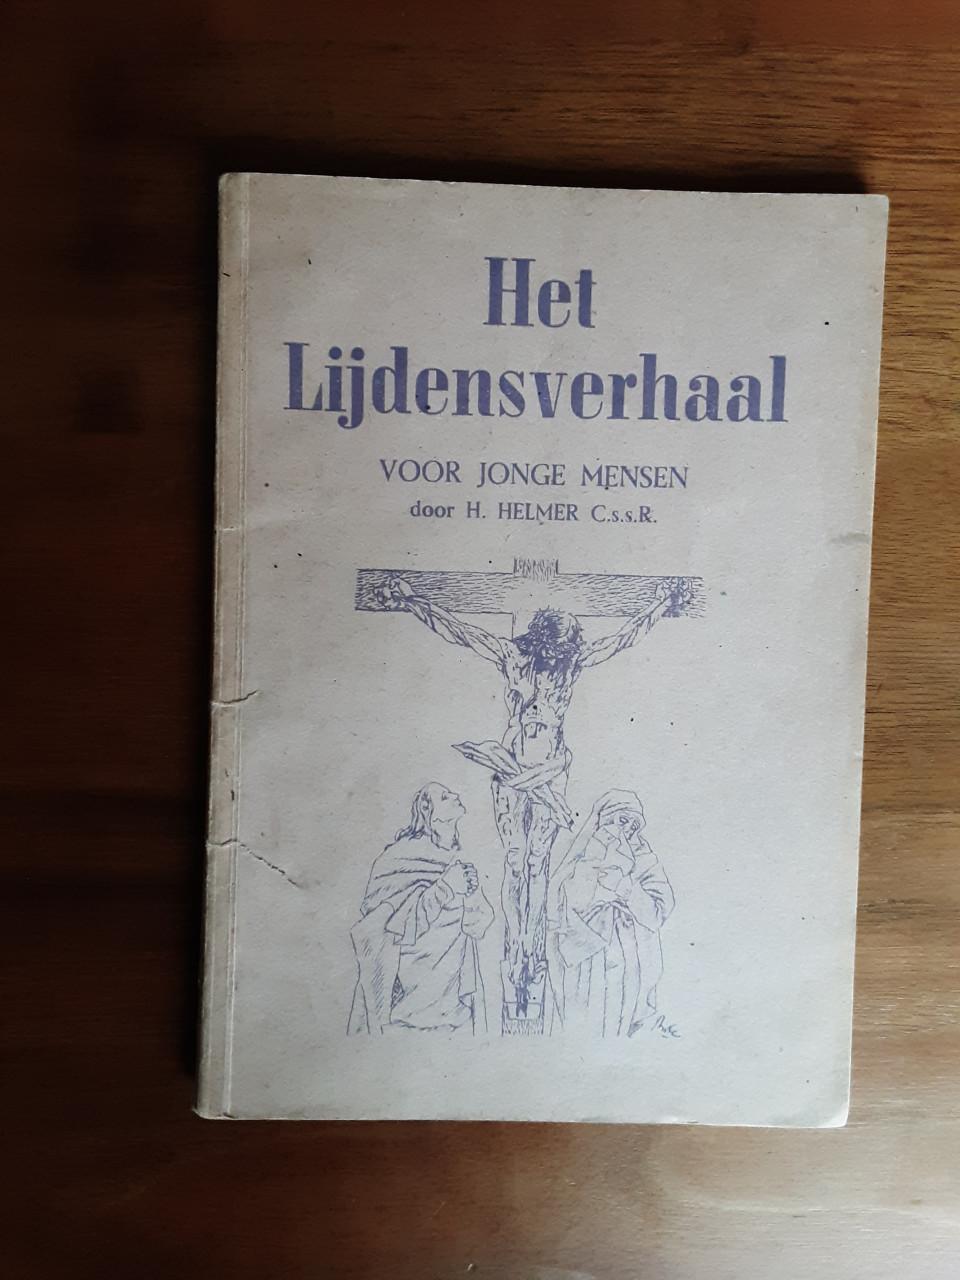 Het
Lijdensverhaal
VOOR JONGE MENSEN
door H. HELMER C.s.s.R.